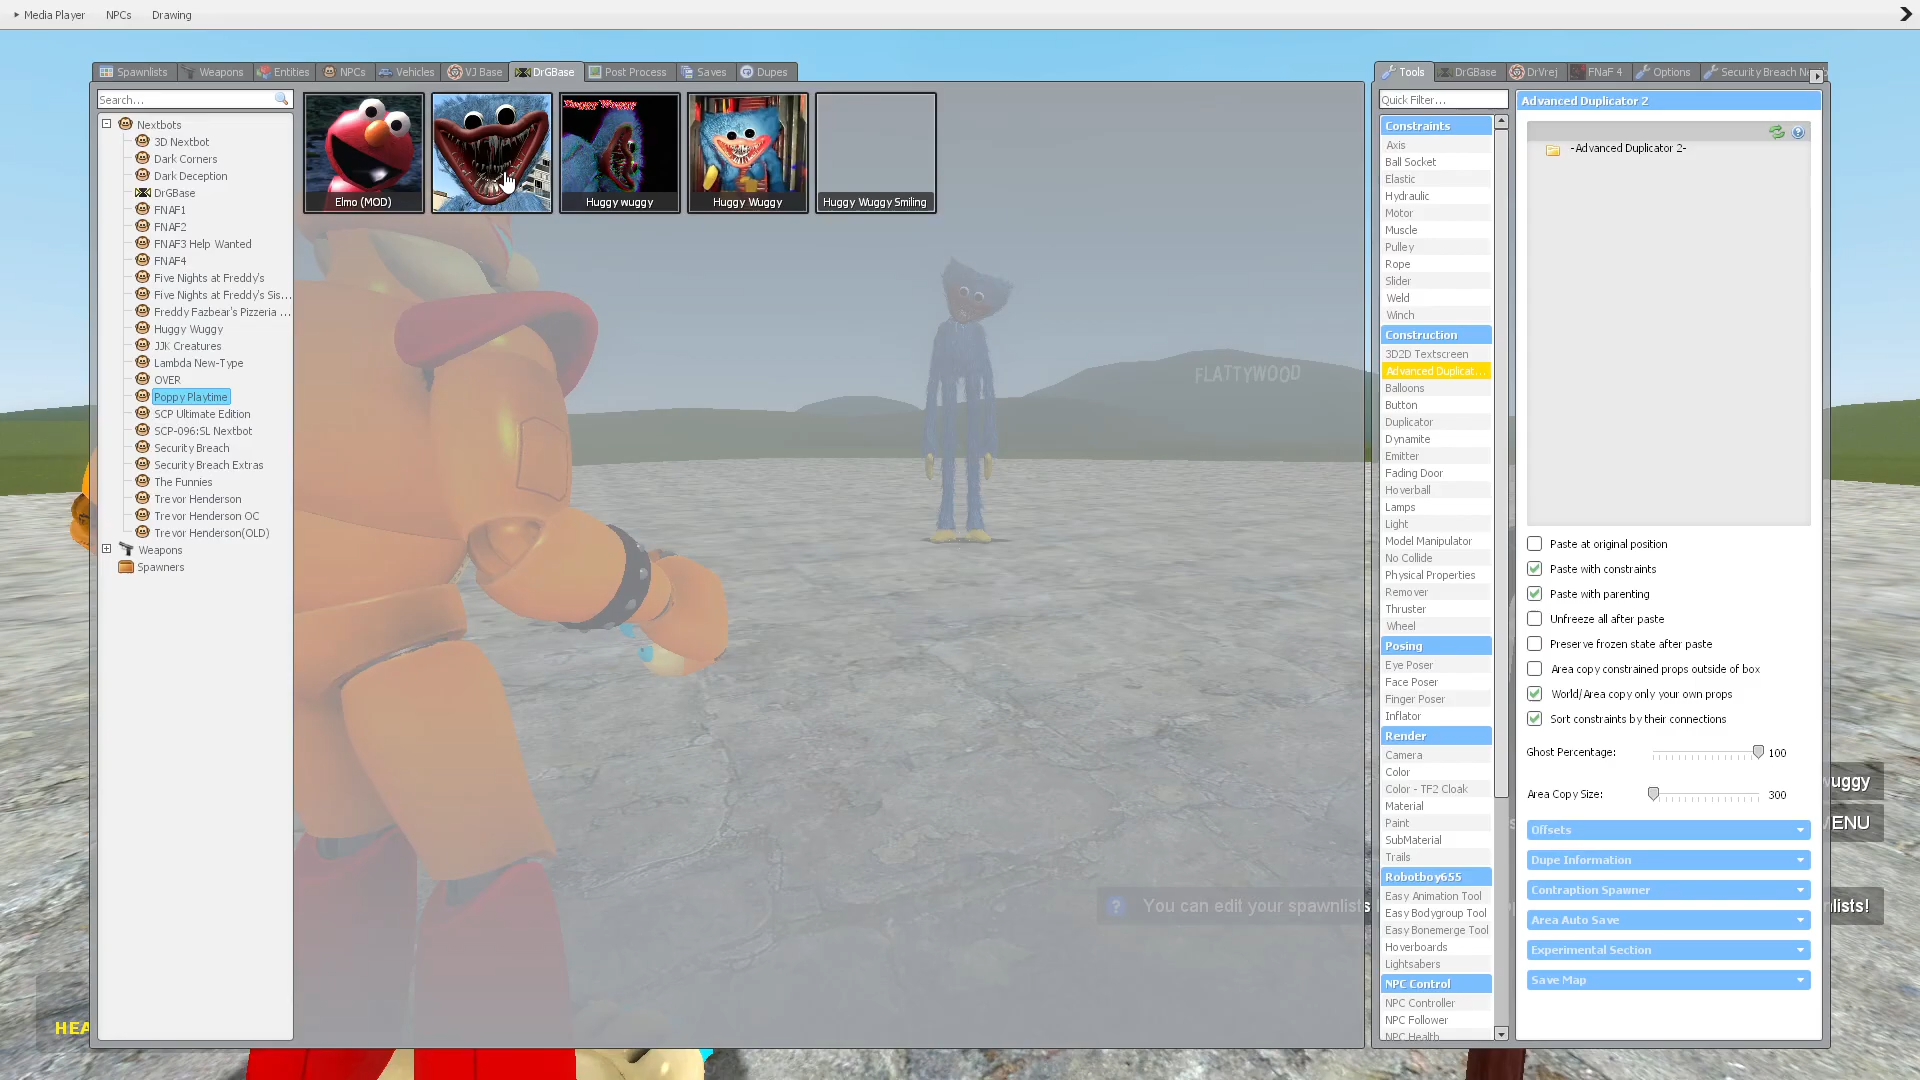 Media Player NPCs Drawing
Spawnlists Weapons Entities NPCs Vehicles VJ Base DrGBase Post Process Saves Dupes
Search...
Nextbots
3D Nextbot
Dark Corners
Dark Deception
DrGBase
FNAF1
FNAF2
FNAF3 Help Wanted
FNAF4
Five Nights at Freddy's
Five Nights at Freddy's Sis...
Freddy Fazbear's Pizzeria ...
Huggy Wuggy
JJK Creatures
Lambda New-Type
OVER
Poppy Playtime
SCP Ultimate Edition
SCP-096:SL Nextbot
Security Breach
Security Breach Extras
The Funnies
Trevor Henderson
Trevor Henderson OC
Trevor Henderson(OLD)
Weapons
Spawners
Elmo (MOD)
Huggy Wuggy
Huggy wuggy
Huggy Wuggy
Huggy Wuggy Smiling
FLATTYWOOD
You can edit your spawnlists
HEA
Tools DrGBase DrVrej FNaF 4 Options Security Breach
Quick Filter...
Constraints
Axis
Ball Socket
Elastic
Hydraulic
Motor
Muscle
Pulley
Rope
Slider
Weld
Winch
Construction
3D2D Textscreen
Advanced Duplicat...
Balloons
Button
Duplicator
Dynamite
Emitter
Fading Door
Hoverball
Lamps
Light
Model Manipulator
No Collide
Physical Properties
Remover
Thruster
Wheel
Posing
Eye Poser
Face Poser
Finger Poser
Inflator
Render
Camera
Color
Color - TF2 Cloak
Material
Paint
SubMaterial
Trails
Robotboy655
Easy Animation Tool
Easy Bodygroup Tool
Easy Bonemerge Tool
Hoverboards
Lightsabers
NPC Control
NPC Controller
NPC Follower
NPC Health
Advanced Duplicator 2
-Advanced Duplicator 2-
Paste at original position
Paste with constraints
Paste with parenting
Unfreeze all after paste
Preserve frozen state after paste
Area copy constrained props outside of box
World/Area copy only your own props
Sort constraints by their connections
Ghost Percentage: 100
Area Copy Size: 300
Offsets
Dupe Information
Contraption Spawner
Area Auto Save
Experimental Section
Save Map
uggy
MENU
lists!